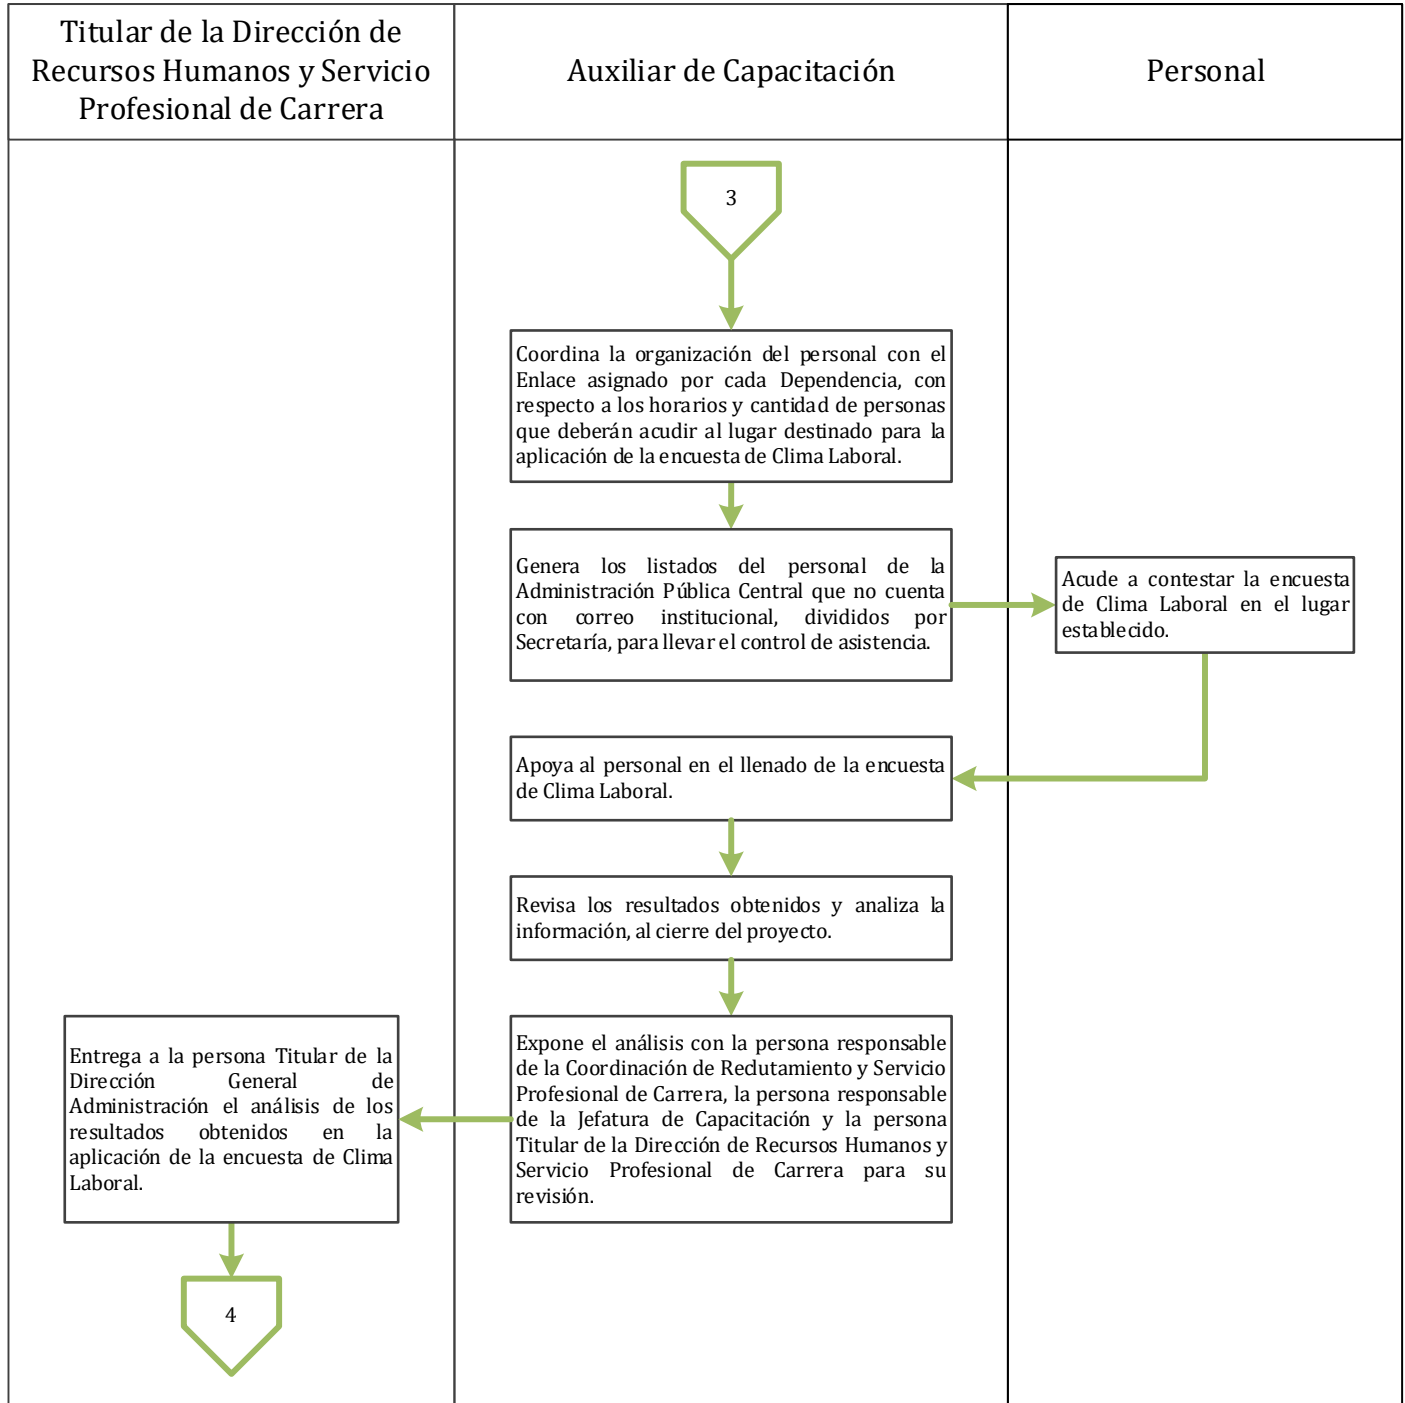 Titular de la Dirección de
Recursos Humanos y Servicio
Profesional de Carrera
Auxiliar de Capacitación
Personal
3
Coordina la organización del personal con el
Enlace asignado por cada Dependencia, con
respecto a los horarios y cantidad de personas
que deberán acudir al lugar destinado para la
aplicación de la encuesta de Clima Laboral.
Genera los listados del personal de la
Administración Pública Central que no cuenta
con correo institucional, divididos por
Secretaría, para llevar el control de asistencia.
Acude a contestar la encuesta
de Clima Laboral en el lugar
establecido.
Apoya al personal en el llenado de la encuesta
de Clima Laboral.
Revisa los resultados obtenidos y analiza la
información, al cierre del proyecto.
Expone el análisis con la persona responsable
de la Coordinación de Reclutamiento y Servicio
Profesional de Carrera, la persona responsable
de la Jefatura de Capacitación y la persona
Titular de la Dirección de Recursos Humanos y
Servicio Profesional de Carrera para su
revisión.
Entrega a la persona Titular de la
Dirección General de
Administración el análisis de los
resultados obtenidos en la
aplicación de la encuesta de Clima
Laboral.
4